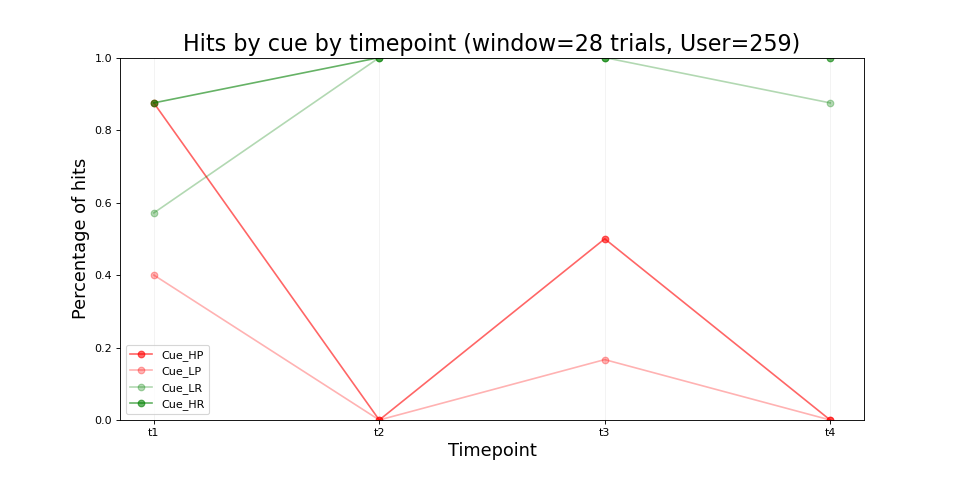 Hits by cue by timepoint (window=28 trials, User=259)
Percentage of hits
1.0
0.8
0.6
0.4
0.2
0.0
Cue_HP
Cue_LP
Cue_LR
Cue_HR
t1
t2
t3
t4
Timepoint